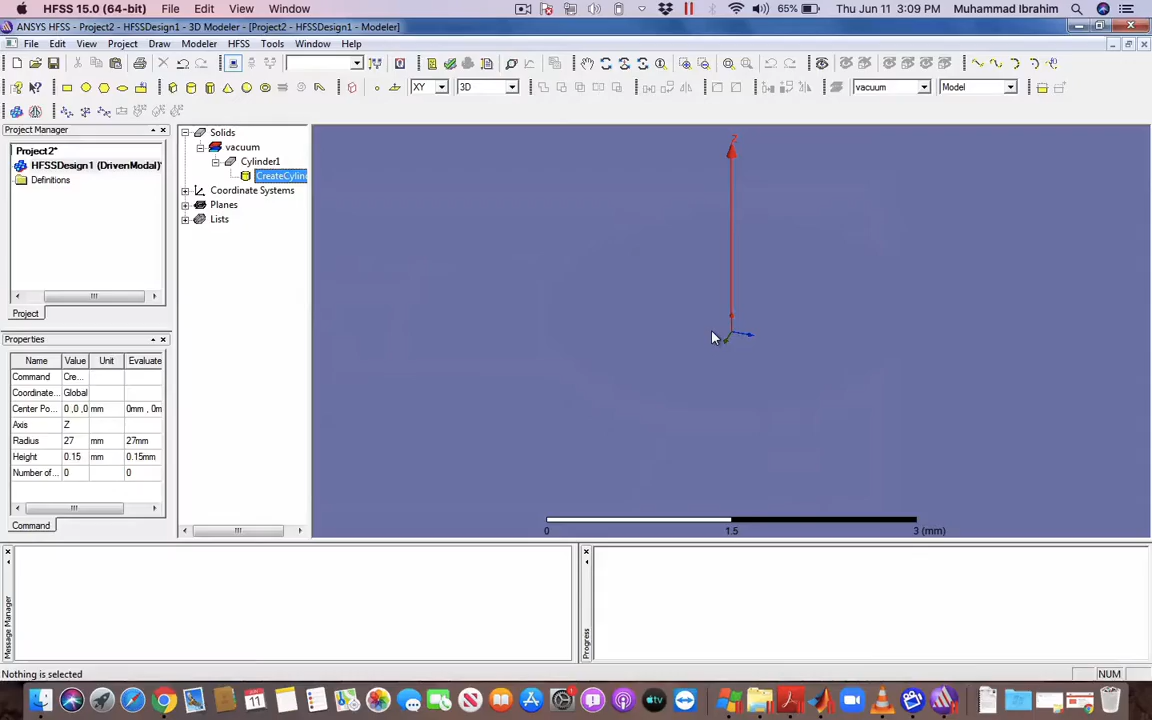 HFSS 15.0 (64-bit) File Edit View Window 65% Thu Jun 11 3:09 PM Muhammad Ibrahim
ANSYS HFSS - Project2 - HFSSDesign1 - 3D Modeler - [Project2 - HFSSDesign1 - Modeler]
File Edit View Project Draw Modeler HFSS Tools Window Help
XY 3D vacuum Model
Project Manager
Project2*
HFSSDesign1 (DrivenModal)*
Definitions
Project
Solids
vacuum
Cylinder1
CreateCylin
Coordinate Systems
Planes
Lists
Properties
Name Value Unit Evaluate
Command Cre...
Coordinate... Global
Center Po... 0 ,0 ,0 mm 0mm , 0m
Axis Z
Radius 27 mm 27mm
Height 0.15 mm 0.15mm
Number of... 0 0
Command
Z
0 1.5 3 (mm)
Message Manager
Progress
Nothing is selected NUM